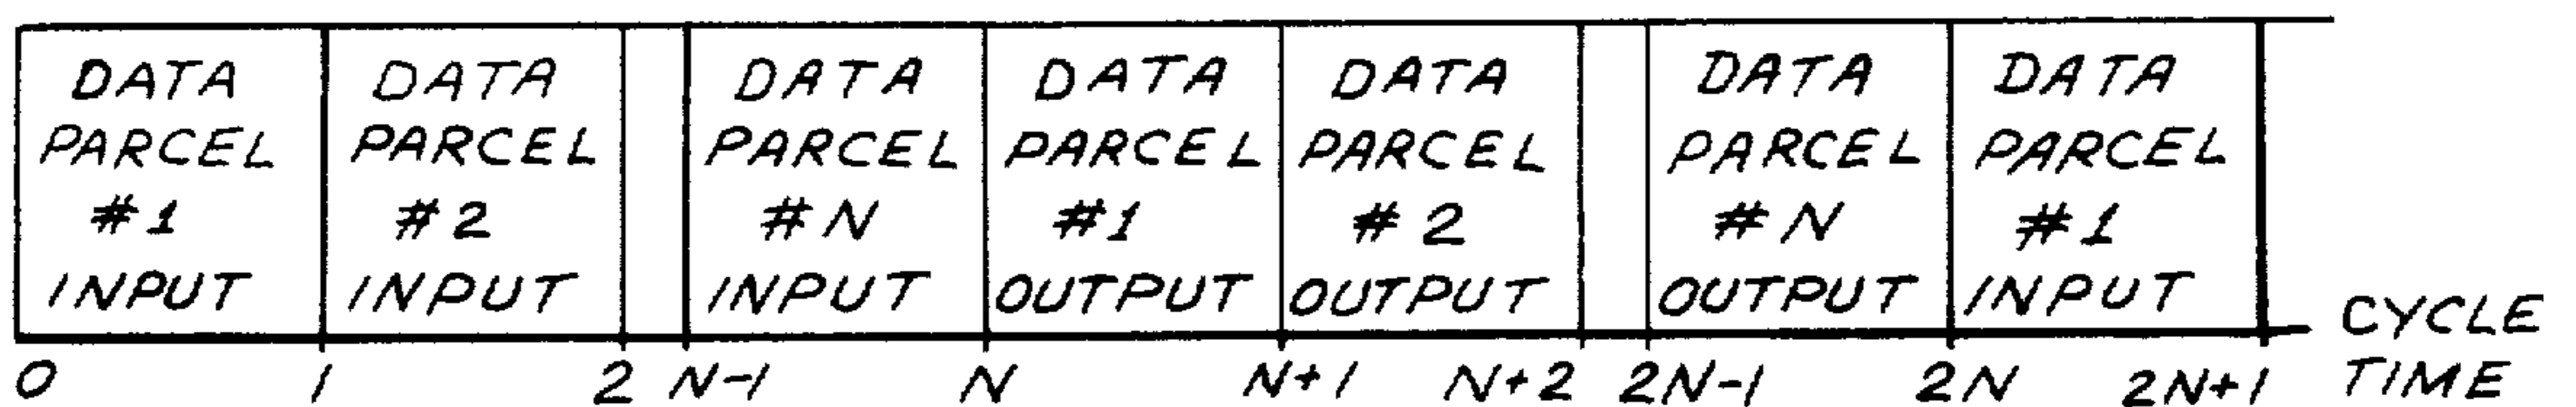 DATA PARCEL #1 INPUT
DATA PARCEL #2 INPUT
DATA PARCEL #N INPUT
DATA PARCEL #1 OUTPUT
DATA PARCEL #2 OUTPUT
DATA PARCEL #N OUTPUT
DATA PARCEL #1 INPUT
0 1 2 N-1 N N+1 N+2 2N-1 2N 2N+1
CYCLE TIME